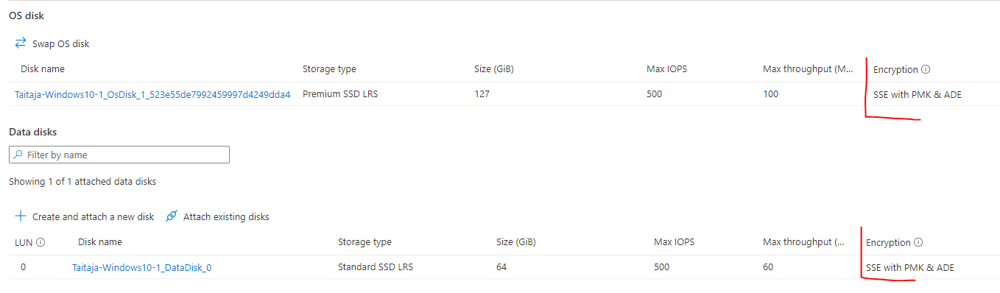 OS disk
Swap OS disk
Disk name Storage type Size (GiB) Max IOPS Max throughput (M... Encryption
Taitaja-Windows10-1_OsDisk_1_523e55de7992459997d4249dda4 Premium SSD LRS 127 500 100 SSE with PMK & ADE
Data disks
Filter by name
Showing 1 of 1 attached data disks
Create and attach a new disk Attach existing disks
LUN Disk name Storage type Size (GiB) Max IOPS Max throughput (... Encryption
0 Taitaja-Windows10-1_DataDisk_0 Standard SSD LRS 64 500 60 SSE with PMK & ADE